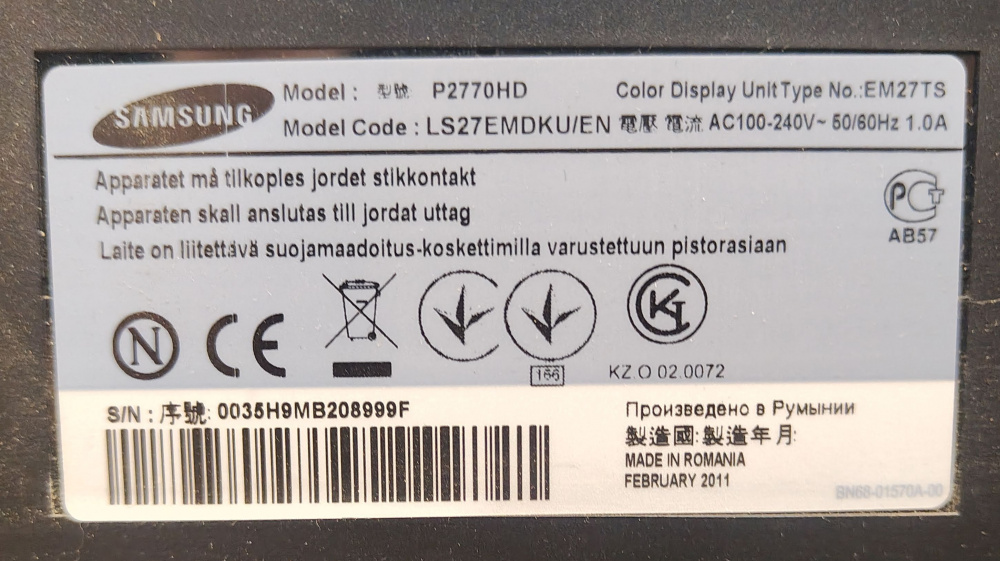 SAMSUNG
Model : 型號 P2770HD Color Display Unit Type No.:EM27TS
Model Code : LS27EMDKU/EN 電壓 電流 AC100-240V~ 50/60Hz 1.0A
Apparatet må tilkoples jordet stikkontakt
Apparaten skall anslutas till jordat uttag
Laite on liitettävä suojamaadoitus-koskettimilla varustettuun pistorasiaan
РСТ
АВ57
N CE
166
KZ.O 02.0072
S/N : 序號: 0035H9MB208999F
Произведено в Румынии
製造國: 製造年月:
MADE IN ROMANIA
FEBRUARY 2011
BN68-01570A-00